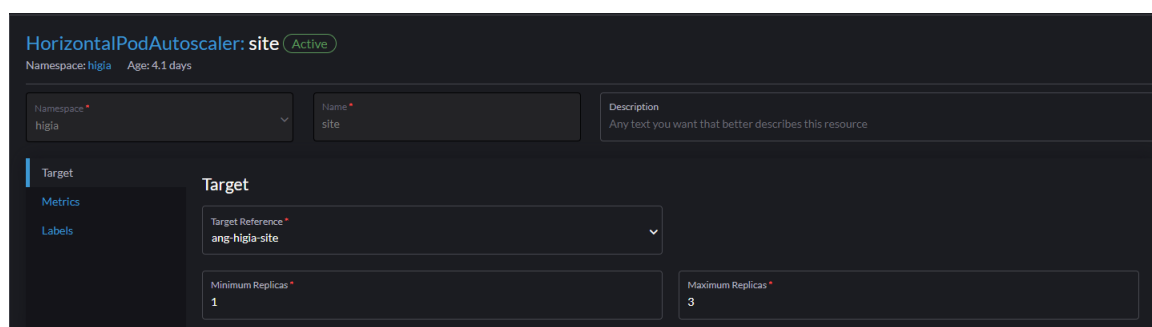 HorizontalPodAutoscaler: site Active
Namespace: higia Age: 4.1 days
Namespace *
higia
Name *
site
Description
Any text you want that better describes this resource
Target
Metrics
Labels
Target
Target Reference *
ang-higia-site
Minimum Replicas *
1
Maximum Replicas *
3